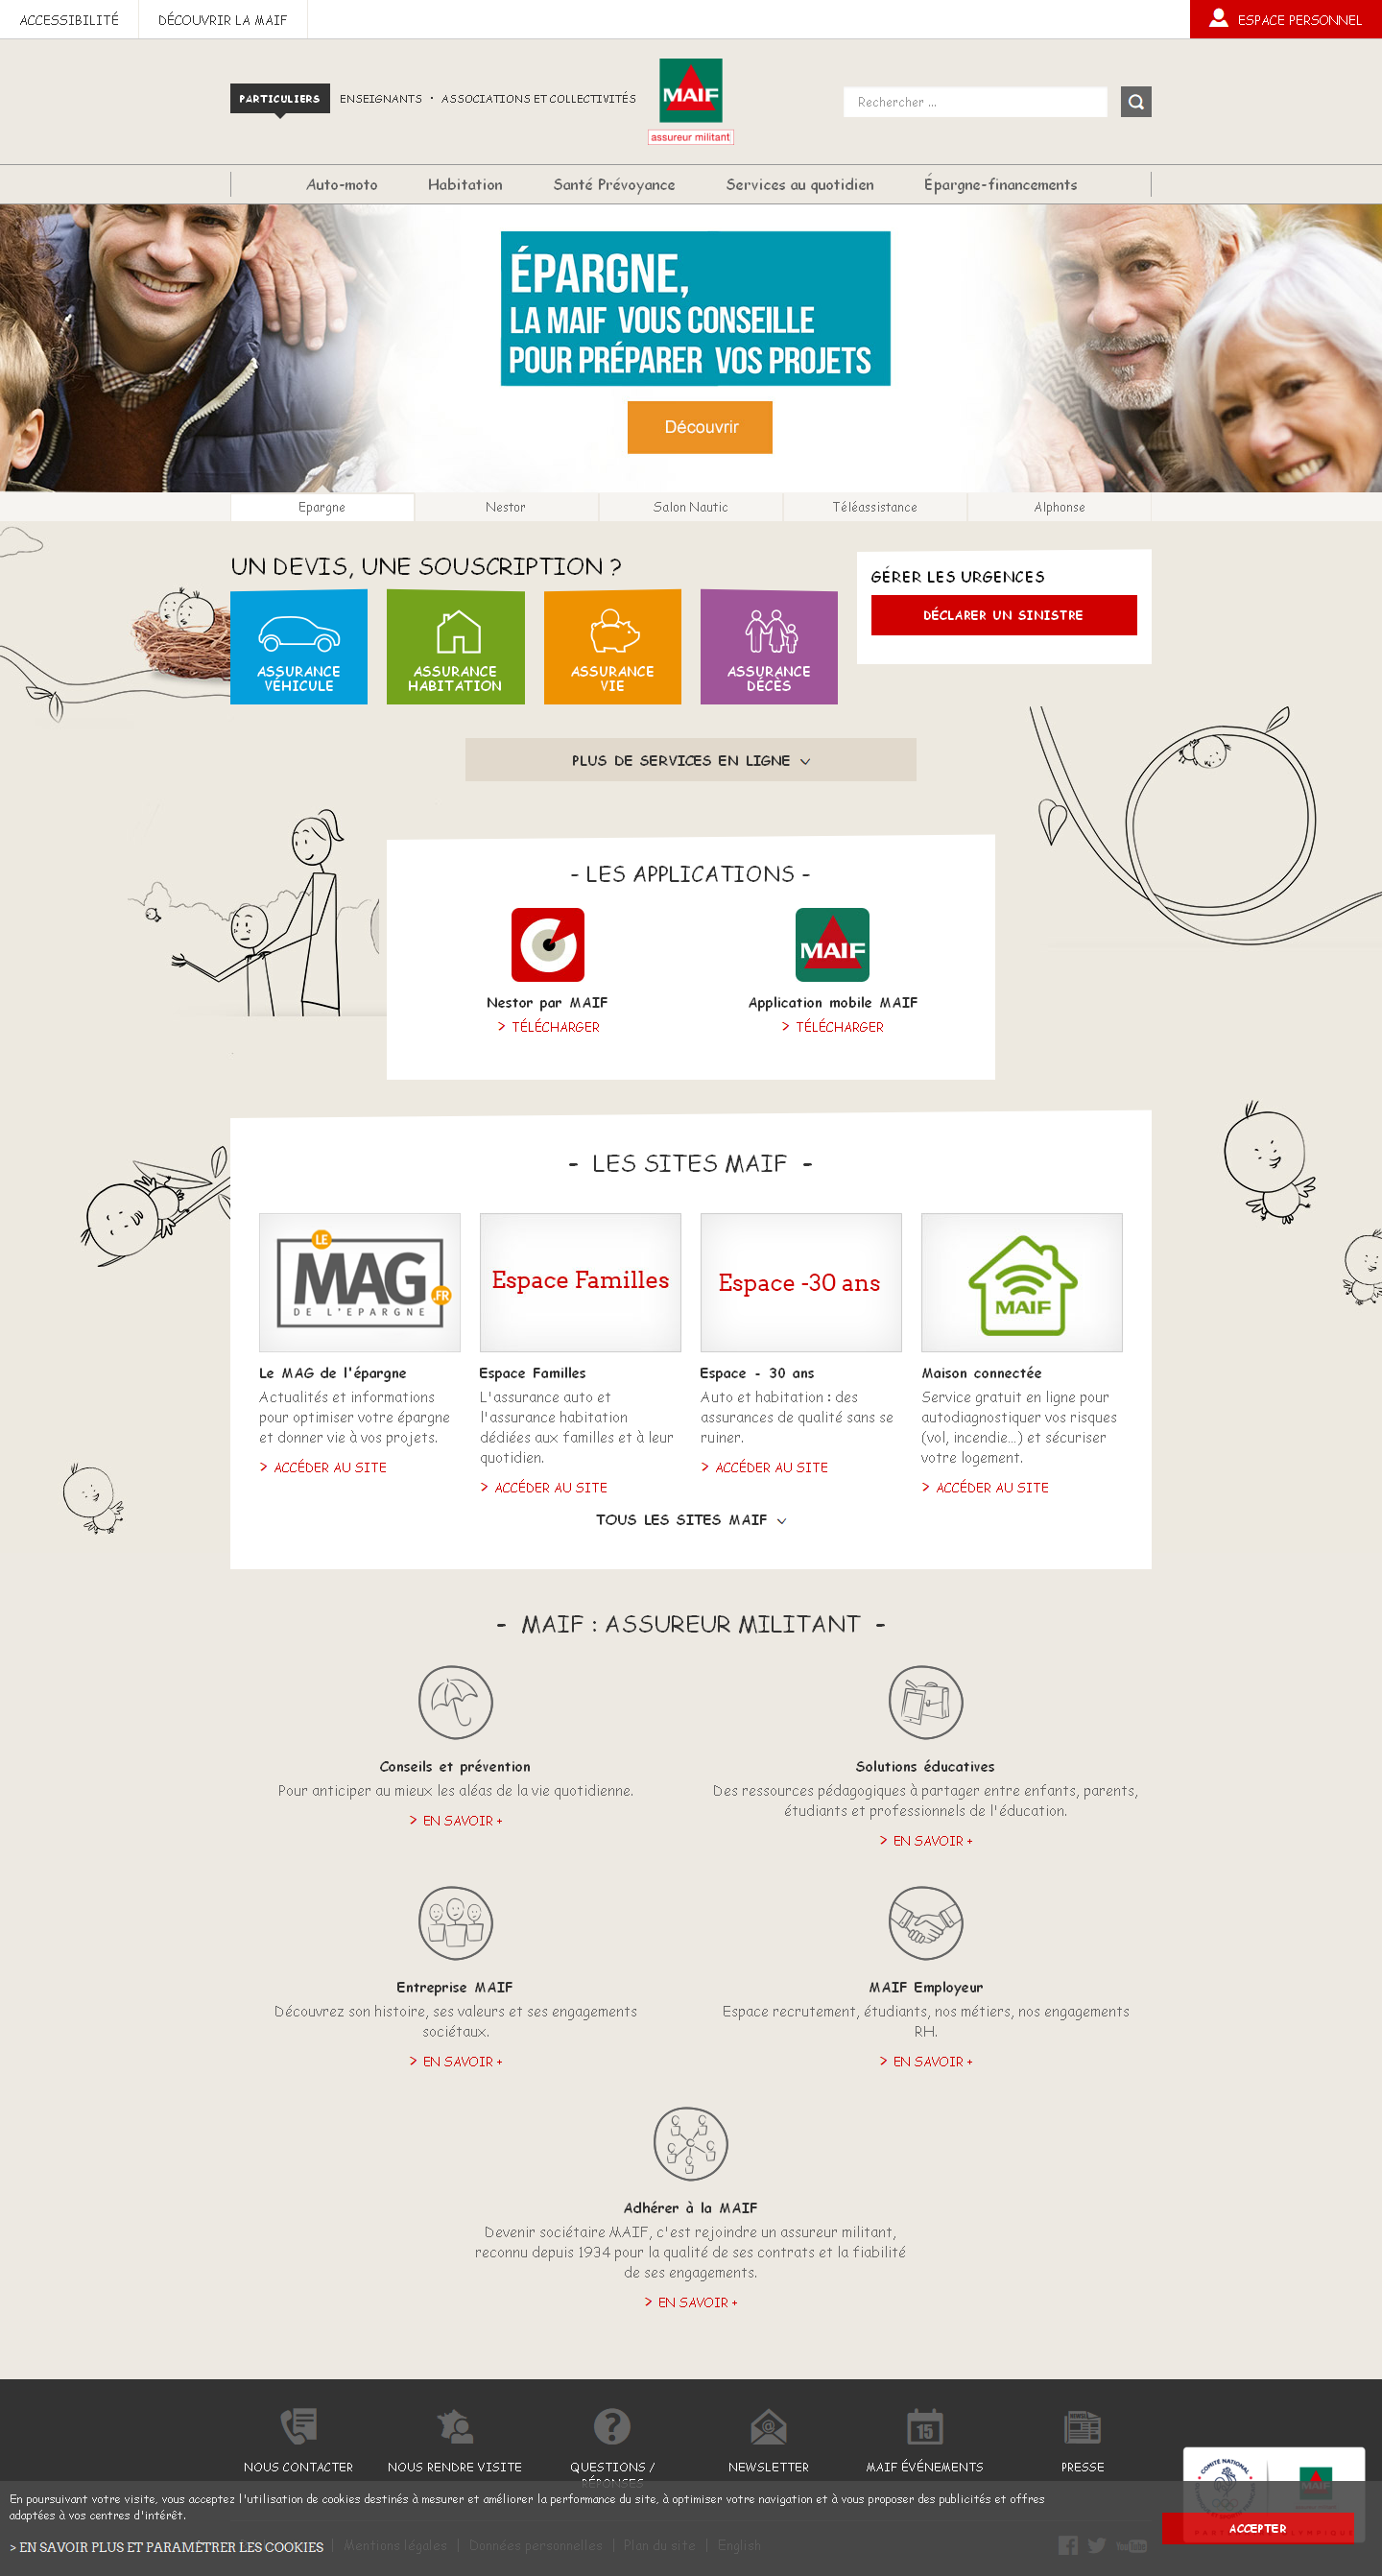 ACCESSIBILITÉ
DÉCOUVRIR LA MAIF
ESPACE PERSONNEL
PARTICULIERS
ENSEIGNANTS • ASSOCIATIONS ET COLLECTIVITÉS
MAIF
assureur militant
Rechercher ...
Auto-moto
Habitation
Santé Prévoyance
Services au quotidien
Épargne-financements
ÉPARGNE,
LA MAIF VOUS CONSEILLE
POUR PRÉPARER VOS PROJETS
Découvrir
Epargne
Nestor
Salon Nautic
Téléassistance
Alphonse
UN DEVIS, UNE SOUSCRIPTION ?
ASSURANCE
VÉHICULE
ASSURANCE
HABITATION
ASSURANCE
VIE
ASSURANCE
DÉCÈS
GÉRER LES URGENCES
DÉCLARER UN SINISTRE
PLUS DE SERVICES EN LIGNE
- LES APPLICATIONS -
Nestor par MAIF
> TÉLÉCHARGER
MAIF
Application mobile MAIF
> TÉLÉCHARGER
- LES SITES MAIF -
LE
MAG
.FR
DE L'EPARGNE
Le MAG de l'épargne
Actualités et informations
pour optimiser votre épargne
et donner vie à vos projets.
> ACCÉDER AU SITE
Espace Familles
Espace Familles
L'assurance auto et
l'assurance habitation
dédiées aux familles et à leur
quotidien.
> ACCÉDER AU SITE
Espace -30 ans
Espace - 30 ans
Auto et habitation : des
assurances de qualité sans se
ruiner.
> ACCÉDER AU SITE
MAIF
Maison connectée
Service gratuit en ligne pour
autodiagnostiquer vos risques
(vol, incendie...) et sécuriser
votre logement.
> ACCÉDER AU SITE
TOUS LES SITES MAIF
- MAIF : ASSUREUR MILITANT -
Conseils et prévention
Pour anticiper au mieux les aléas de la vie quotidienne.
> EN SAVOIR +
Solutions éducatives
Des ressources pédagogiques à partager entre enfants, parents,
étudiants et professionnels de l'éducation.
> EN SAVOIR +
Entreprise MAIF
Découvrez son histoire, ses valeurs et ses engagements
sociétaux.
> EN SAVOIR +
MAIF Employeur
Espace recrutement, étudiants, nos métiers, nos engagements
RH.
> EN SAVOIR +
Adhérer à la MAIF
Devenir sociétaire MAIF, c'est rejoindre un assureur militant,
reconnu depuis 1934 pour la qualité de ses contrats et la fiabilité
de ses engagements.
> EN SAVOIR +
NOUS CONTACTER
NOUS RENDRE VISITE
QUESTIONS /
RÉPONSES
NEWSLETTER
15
MAIF ÉVÉNEMENTS
PRESSE
COMITÉ NATIONAL
MAIF
En poursuivant votre visite, vous acceptez l'utilisation de cookies destinés à mesurer et améliorer la performance du site, à optimiser votre navigation et à vous proposer des publicités et offres
adaptées à vos centres d'intérêt.
> EN SAVOIR PLUS ET PARAMÉTRER LES COOKIES
ACCEPTER
Mentions légales | Données personnelles | Plan du site | English